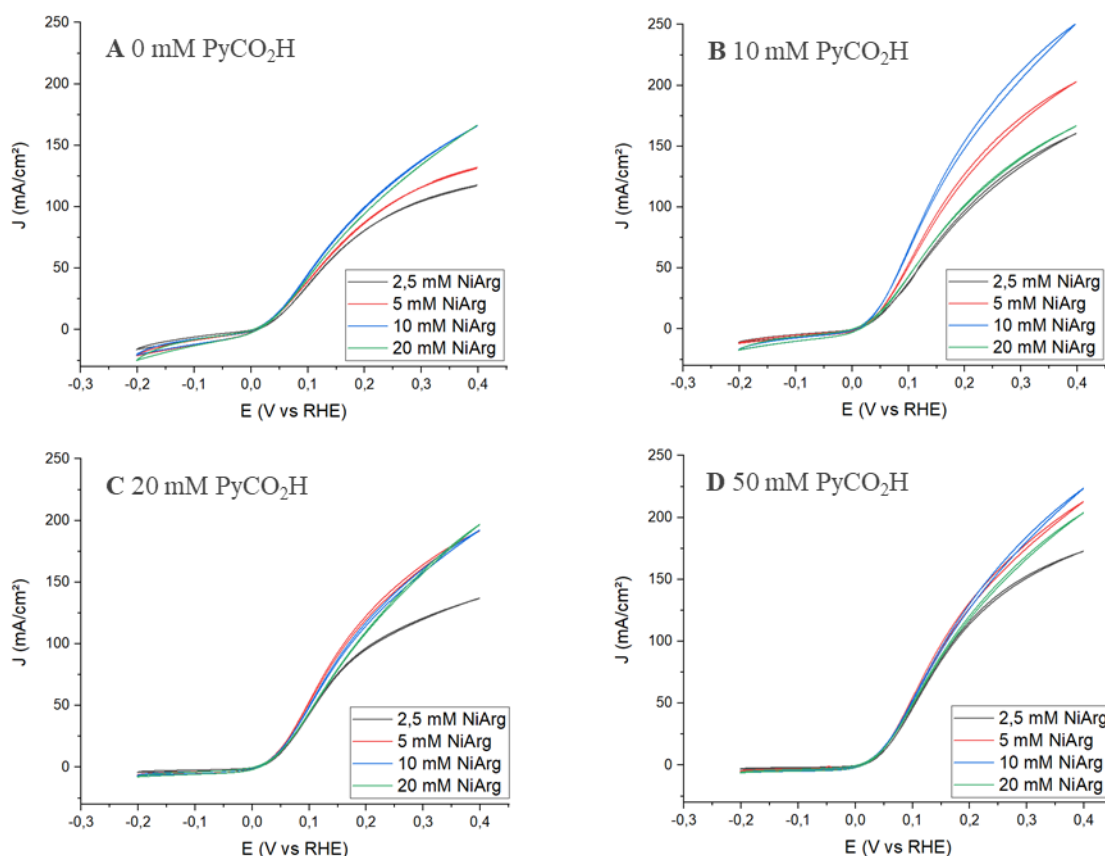 A 0 mM PyCO₂H
250
200
150
100
50
0
J (mA/cm²)
2,5 mM NiArg
5 mM NiArg
10 mM NiArg
20 mM NiArg
-0,3 -0,2 -0,1 0,0 0,1 0,2 0,3 0,4
E (V vs RHE)
B 10 mM PyCO₂H
250
200
150
100
50
0
J (mA/cm²)
2,5 mM NiArg
5 mM NiArg
10 mM NiArg
20 mM NiArg
-0,3 -0,2 -0,1 0,0 0,1 0,2 0,3 0,4
E (V vs RHE)
C 20 mM PyCO₂H
250
200
150
100
50
0
J (mA/cm²)
2,5 mM NiArg
5 mM NiArg
10 mM NiArg
20 mM NiArg
-0,3 -0,2 -0,1 0,0 0,1 0,2 0,3 0,4
E (V vs RHE)
D 50 mM PyCO₂H
250
200
150
100
50
0
J (mA/cm²)
2,5 mM NiArg
5 mM NiArg
10 mM NiArg
20 mM NiArg
-0,3 -0,2 -0,1 0,0 0,1 0,2 0,3 0,4
E (V vs RHE)